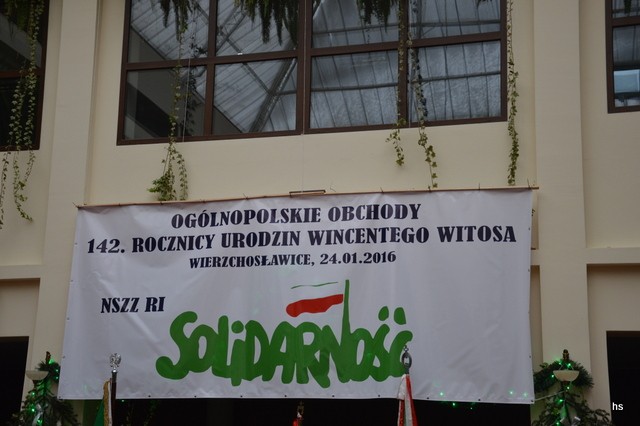 OGÓLNOPOLSKIE OBCHODY
142. ROCZNICY URODZIN WINCENTEGO WITOSA
WIERZCHOSŁAWICE, 24.01.2016
NSZZ RI
SOLiDARNOŚĆ
hs